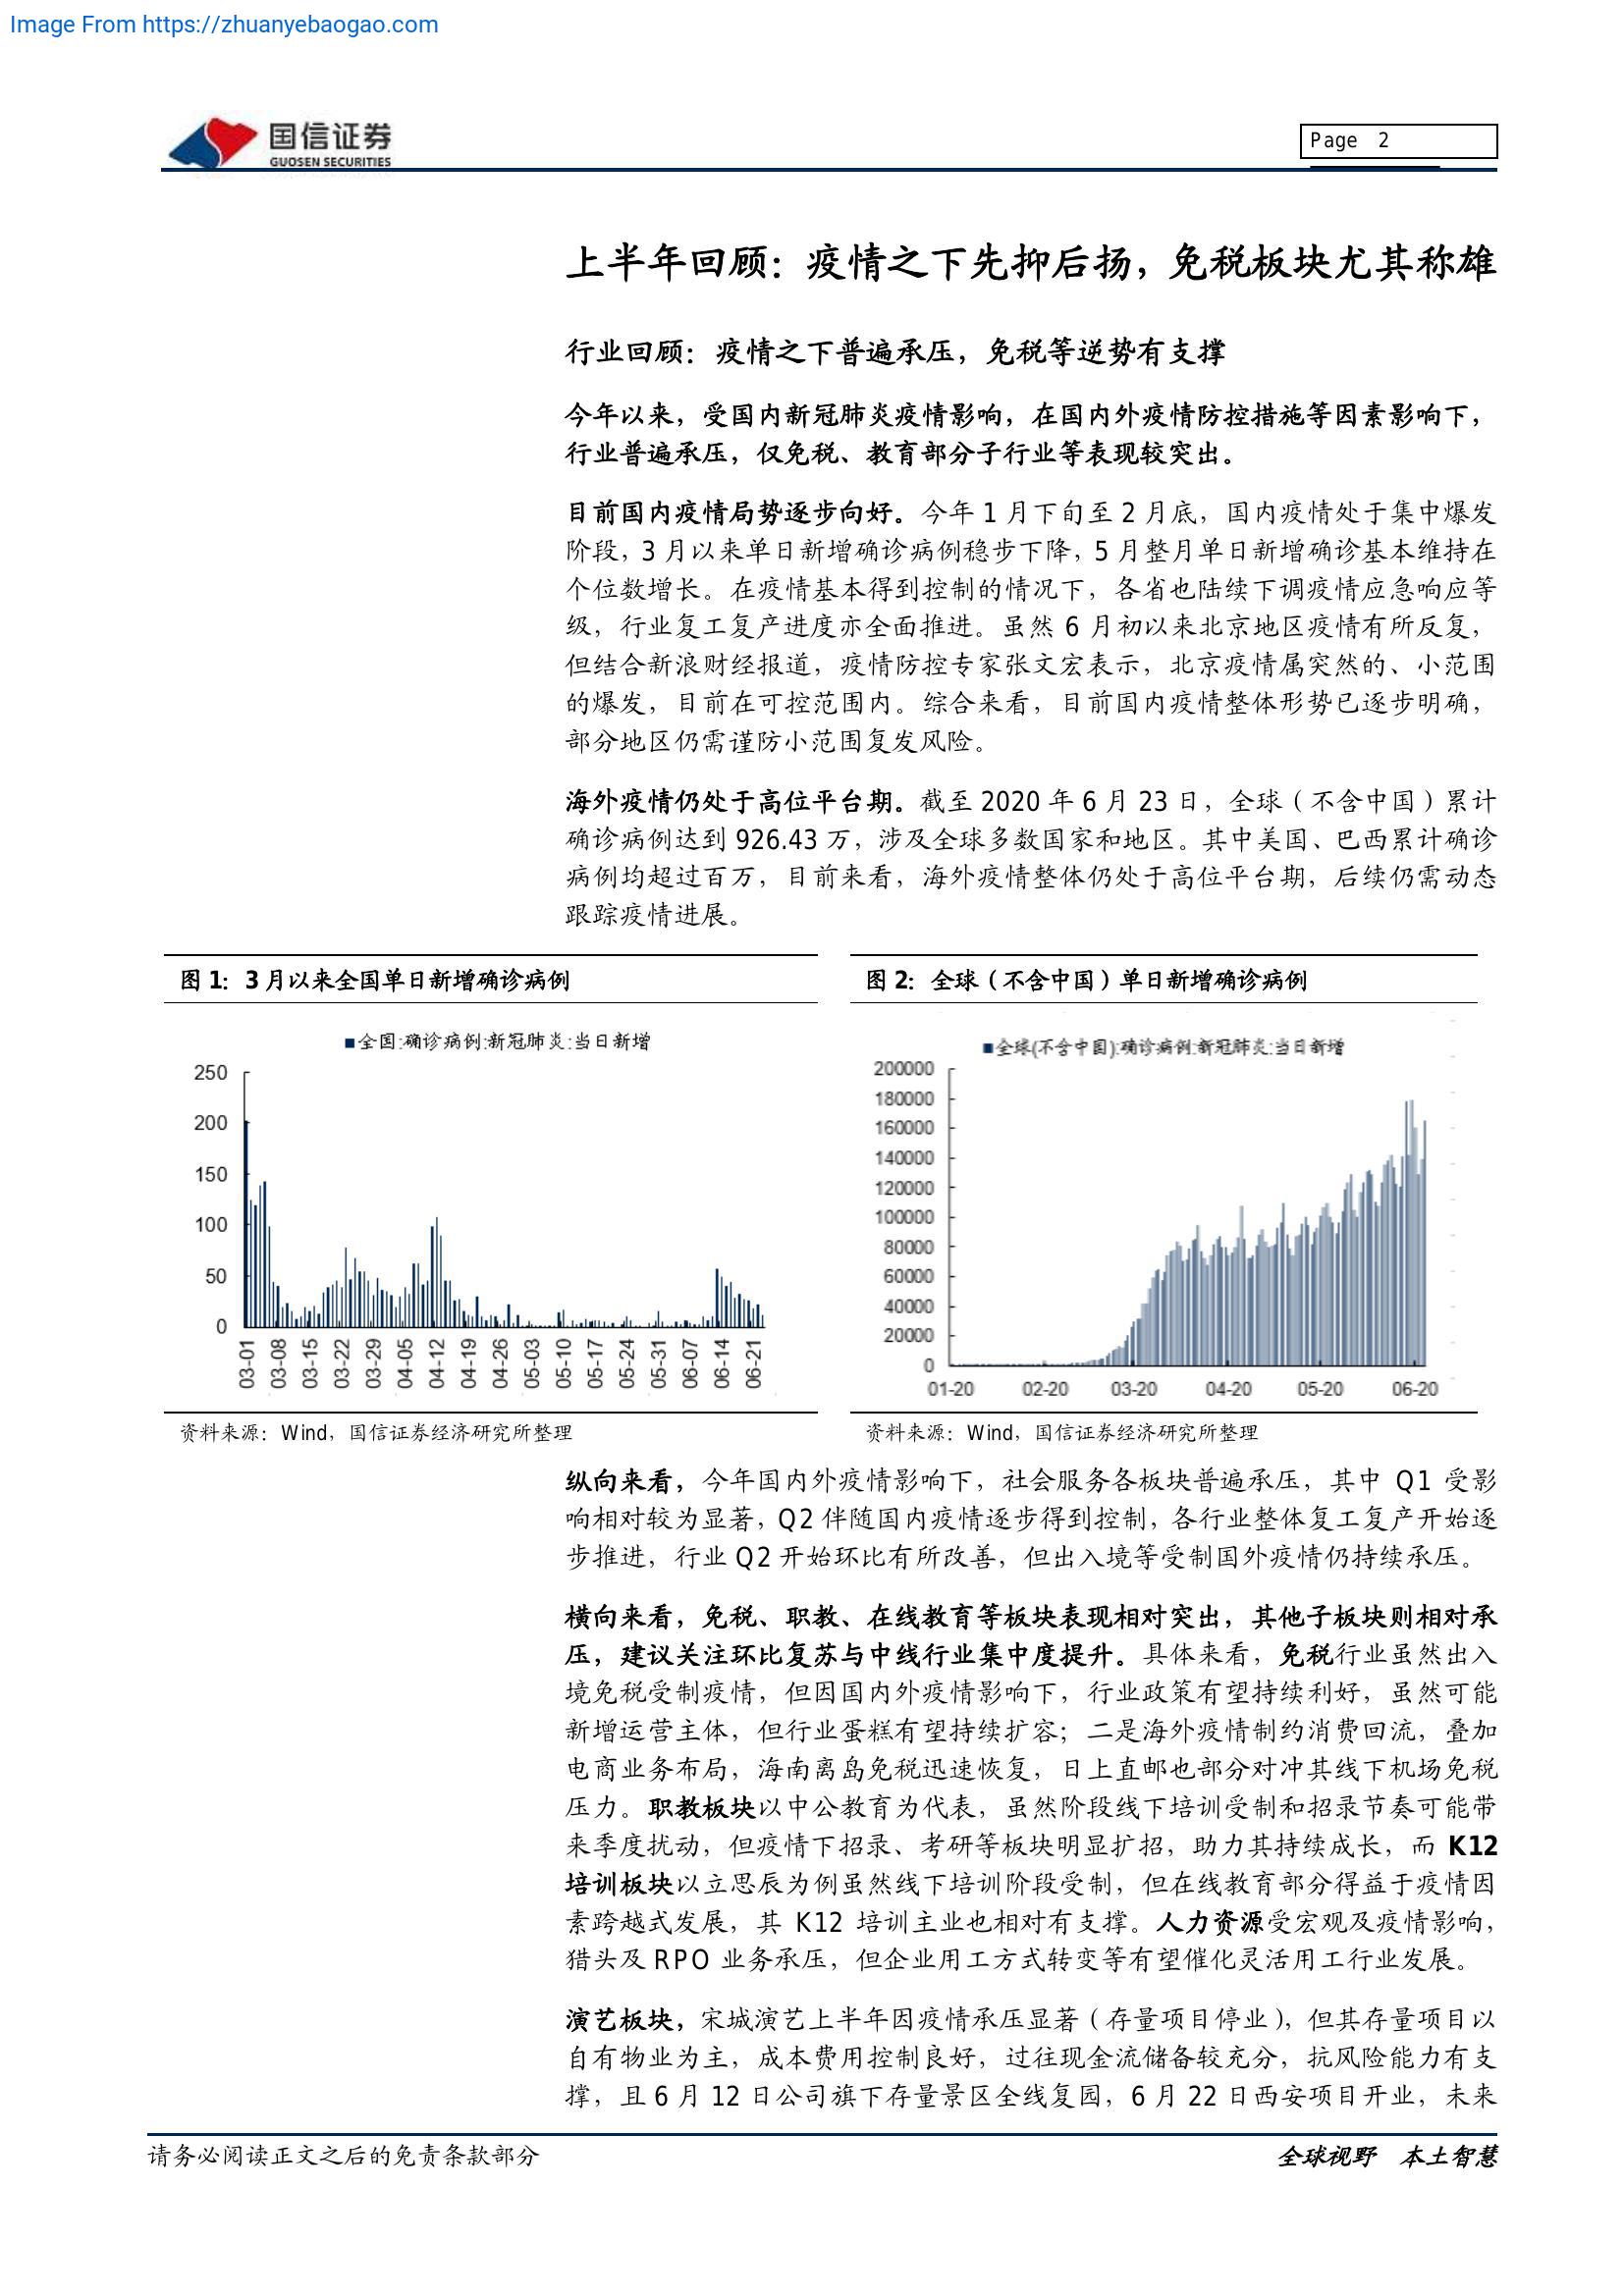 Image From https://zhuanyebaogao.com
国信证券
GUOSEN SECURITIES
Page 2
上半年回顾：疫情之下先抑后扬，免税板块尤其称雄
行业回顾：疫情之下普遍承压，免税等逆势有支撑
今年以来，受国内新冠肺炎疫情影响，在国内外疫情防控措施等因素影响下，
行业普遍承压，仅免税、教育部分子行业等表现较突出。
目前国内疫情局势逐步向好。今年 1 月下旬至 2 月底，国内疫情处于集中爆发
阶段，3 月以来单日新增确诊病例稳步下降，5 月整月单日新增确诊基本维持在
个位数增长。在疫情基本得到控制的情况下，各省也陆续下调疫情应急响应等
级，行业复工复产进度亦全面推进。虽然 6 月初以来北京地区疫情有所反复，
但结合新浪财经报道，疫情防控专家张文宏表示，北京疫情属突然的、小范围
的爆发，目前在可控范围内。综合来看，目前国内疫情整体形势已逐步明确，
部分地区仍需谨防小范围复发风险。
海外疫情仍处于高位平台期。截至 2020 年 6 月 23 日，全球（不含中国）累计
确诊病例达到 926.43 万，涉及全球多数国家和地区。其中美国、巴西累计确诊
病例均超过百万，目前来看，海外疫情整体仍处于高位平台期，后续仍需动态
跟踪疫情进展。
图 1：3 月以来全国单日新增确诊病例
全国:确诊病例:新冠肺炎:当日新增
250
200
150
100
50
0
03-01
03-08
03-15
03-22
03-29
04-05
04-12
04-19
04-26
05-03
05-10
05-17
05-24
05-31
06-07
06-14
06-21
资料来源：Wind，国信证券经济研究所整理
图 2：全球（不含中国）单日新增确诊病例
全球(不含中国):确诊病例:新冠肺炎:当日新增
200000
180000
160000
140000
120000
100000
80000
60000
40000
20000
0
01-20
02-20
03-20
04-20
05-20
06-20
资料来源：Wind，国信证券经济研究所整理
纵向来看，今年国内外疫情影响下，社会服务各板块普遍承压，其中 Q1 受影
响相对较为显著，Q2 伴随国内疫情逐步得到控制，各行业整体复工复产开始逐
步推进，行业 Q2 开始环比有所改善，但出入境等受制国外疫情仍持续承压。
横向来看，免税、职教、在线教育等板块表现相对突出，其他子板块则相对承
压，建议关注环比复苏与中线行业集中度提升。具体来看，免税行业虽然出入
境免税受制疫情，但因国内外疫情影响下，行业政策有望持续利好，虽然可能
新增运营主体，但行业蛋糕有望持续扩容；二是海外疫情制约消费回流，叠加
电商业务布局，海南离岛免税迅速恢复，日上直邮也部分对冲其线下机场免税
压力。职教板块以中公教育为代表，虽然阶段线下培训受制和招录节奏可能带
来季度扰动，但疫情下招录、考研等板块明显扩招，助力其持续成长，而 K12
培训板块以立思辰为例虽然线下培训阶段受制，但在线教育部分得益于疫情因
素跨越式发展，其 K12 培训主业也相对有支撑。人力资源受宏观及疫情影响，
猎头及 RPO 业务承压，但企业用工方式转变等有望催化灵活用工行业发展。
演艺板块，宋城演艺上半年因疫情承压显著（存量项目停业），但其存量项目以
自有物业为主，成本费用控制良好，过往现金流储备较充分，抗风险能力有支
撑，且 6 月 12 日公司旗下存量景区全线复园，6 月 22 日西安项目开业，未来
请务必阅读正文之后的免责条款部分
全球视野 本土智慧